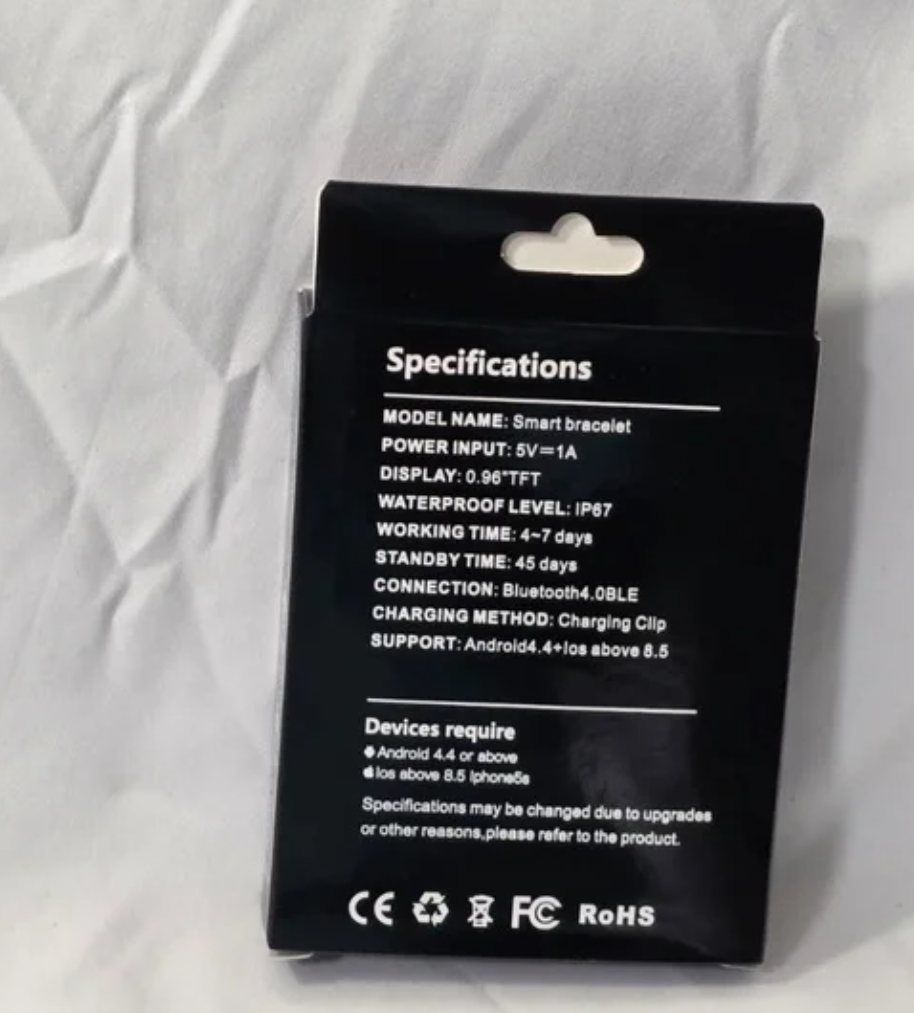 Specifications
MODEL NAME: Smart bracelet
POWER INPUT: 5V⎓1A
DISPLAY: 0.96"TFT
WATERPROOF LEVEL: IP67
WORKING TIME: 4~7 days
STANDBY TIME: 45 days
CONNECTION: Bluetooth4.0BLE
CHARGING METHOD: Charging Clip
SUPPORT: Android4.4+Ios above 8.5
Devices require
Android 4.4 or above
Ios above 8.5 Iphone5s
Specifications may be changed due to upgrades
or other reasons,please refer to the product.
CE FC RoHS